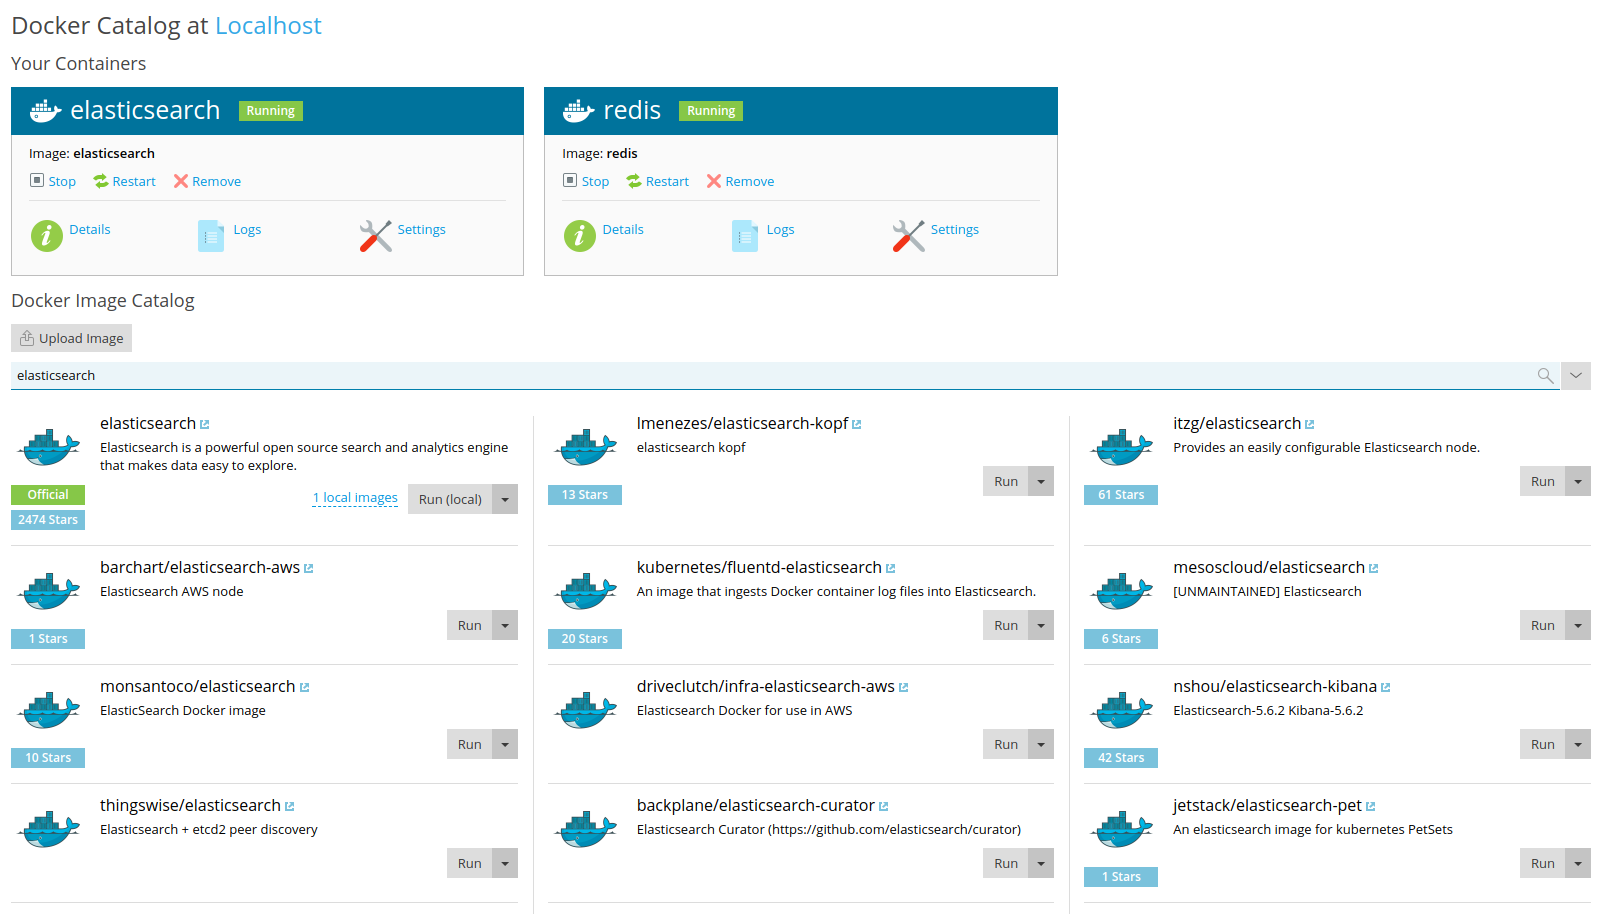 Docker Catalog at Localhost
Your Containers
elasticsearch Running
Image: elasticsearch
Stop Restart Remove
Details Logs Settings
redis Running
Image: redis
Stop Restart Remove
Details Logs Settings
Docker Image Catalog
Upload Image
elasticsearch
elasticsearch
Elasticsearch is a powerful open source search and analytics engine
that makes data easy to explore.
Official
2474 Stars
1 local images Run (local)
lmenezes/elasticsearch-kopf
elasticsearch kopf
13 Stars
Run
itzg/elasticsearch
Provides an easily configurable Elasticsearch node.
61 Stars
Run
barchart/elasticsearch-aws
Elasticsearch AWS node
1 Stars
Run
kubernetes/fluentd-elasticsearch
An image that ingests Docker container log files into Elasticsearch.
20 Stars
Run
mesoscloud/elasticsearch
[UNMAINTAINED] Elasticsearch
6 Stars
Run
monsantoco/elasticsearch
ElasticSearch Docker image
10 Stars
Run
driveclutch/infra-elasticsearch-aws
Elasticsearch Docker for use in AWS
Run
nshou/elasticsearch-kibana
Elasticsearch-5.6.2 Kibana-5.6.2
42 Stars
Run
thingswise/elasticsearch
Elasticsearch + etcd2 peer discovery
Run
backplane/elasticsearch-curator
Elasticsearch Curator (https://github.com/elasticsearch/curator)
Run
jetstack/elasticsearch-pet
An elasticsearch image for kubernetes PetSets
1 Stars
Run